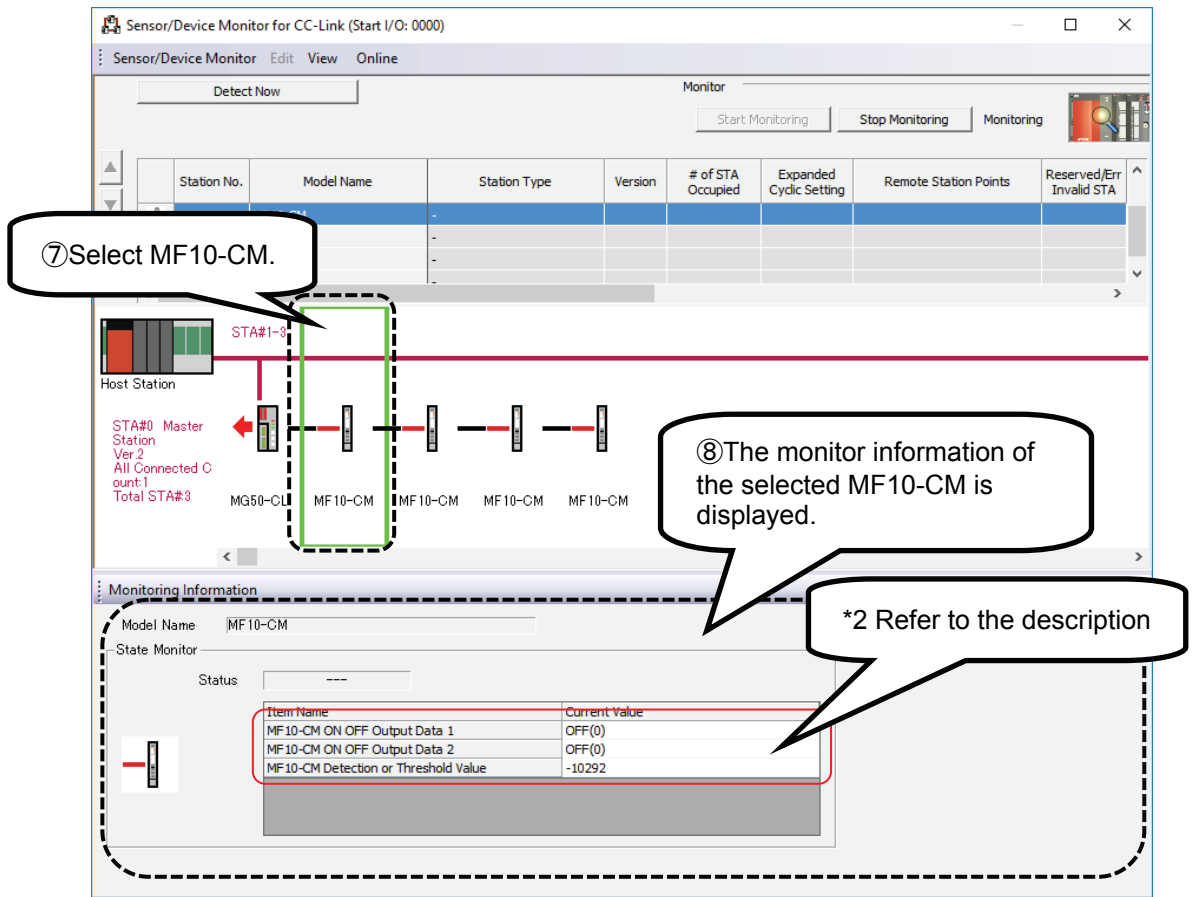 Sensor/Device Monitor for CC-Link (Start I/O: 0000)
Sensor/Device Monitor Edit View Online
Detect Now
Monitor
Start Monitoring
Stop Monitoring
Monitoring
Station No.
Model Name
Station Type
Version
# of STA
Occupied
Expanded
Cyclic Setting
Remote Station Points
Reserved/Err
Invalid STA
-
-
-
-
⑦Select MF10-CM.
STA#1-3
Host Station
STA#0 Master
Station
Ver.2
All Connected C
ount:1
Total STA#3
MG50-CL
MF10-CM
MF10-CM
MF10-CM
MF10-CM
⑧The monitor information of
the selected MF10-CM is
displayed.
Monitoring Information
*2 Refer to the description
Model Name MF10-CM
State Monitor
Status ---
Item Name Current Value
MF10-CM ON OFF Output Data 1 OFF(0)
MF10-CM ON OFF Output Data 2 OFF(0)
MF10-CM Detection or Threshold Value -10292